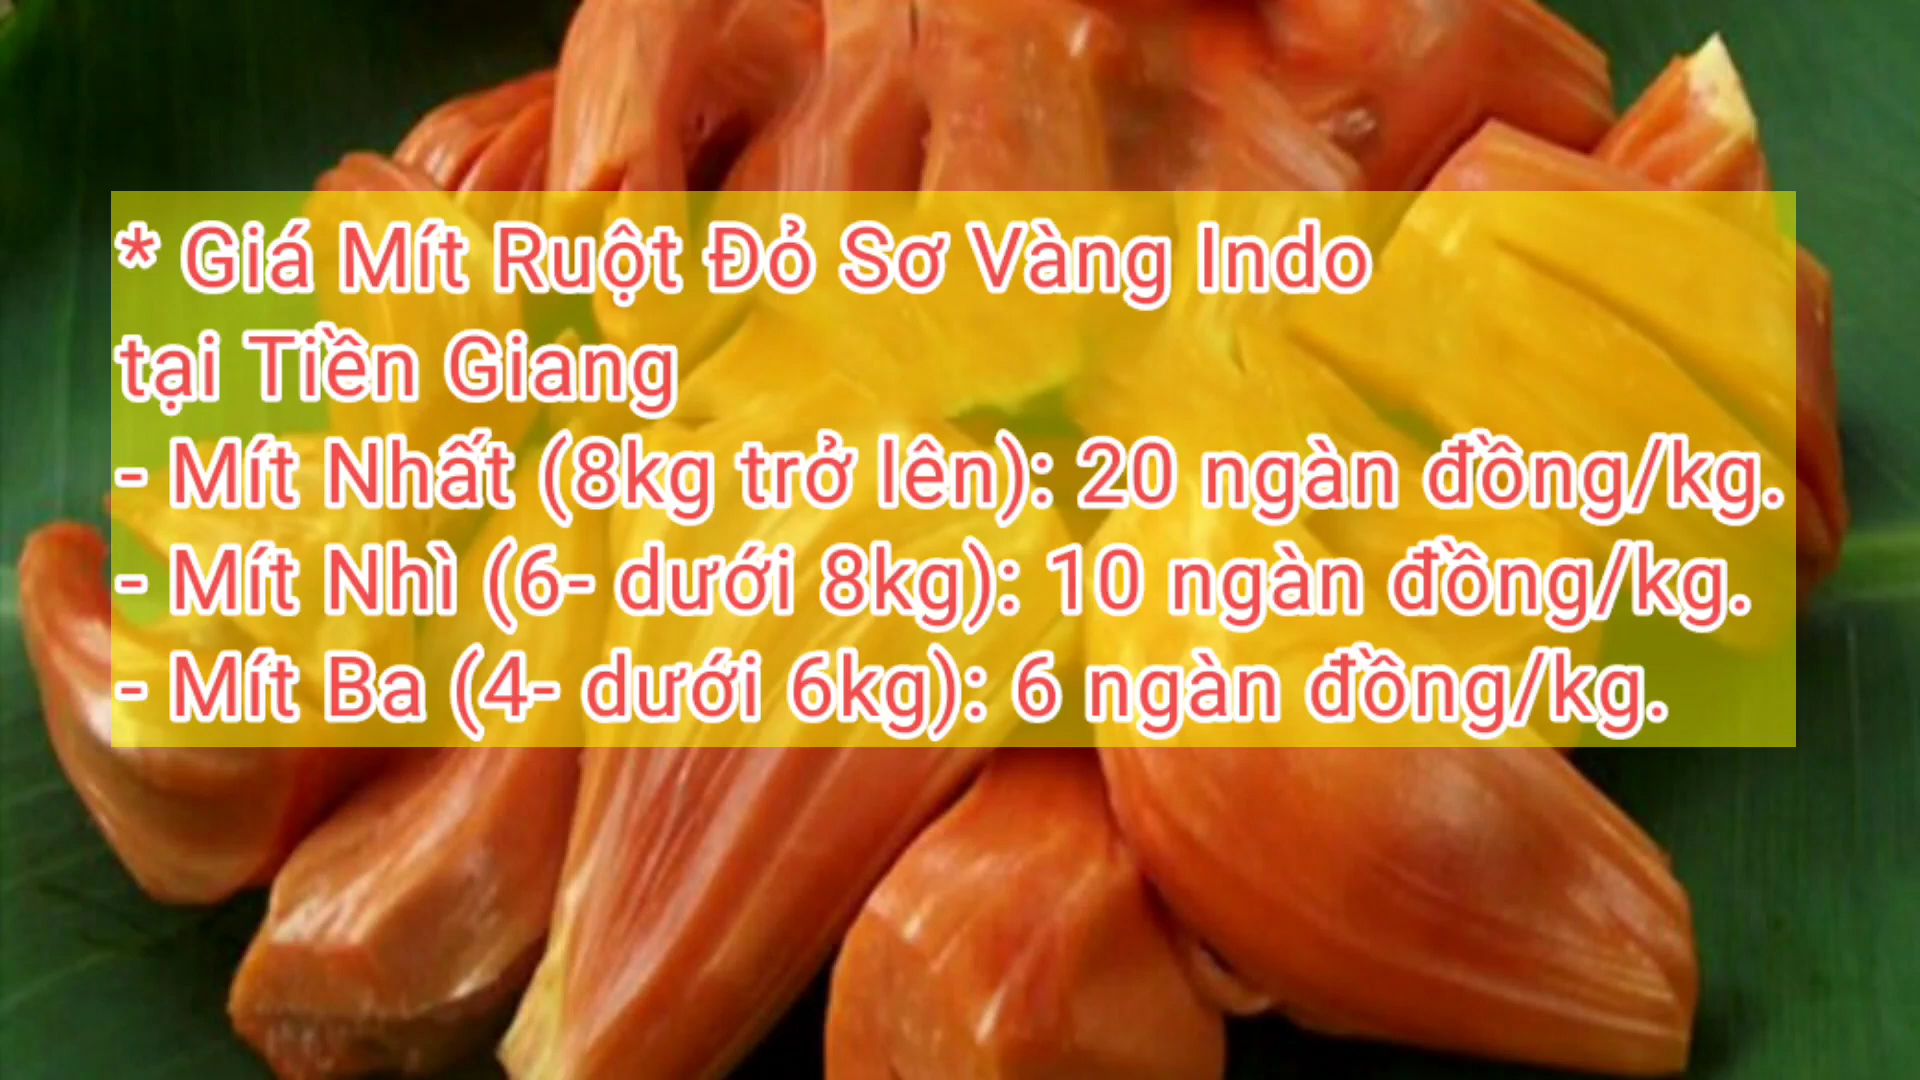 * Giá Mít Ruột Đỏ Sơ Vàng Indo
tại Tiền Giang
- Mít Nhất (8kg trở lên): 20 ngàn đồng/kg.
- Mít Nhì (6- dưới 8kg): 10 ngàn đồng/kg.
- Mít Ba (4- dưới 6kg): 6 ngàn đồng/kg.